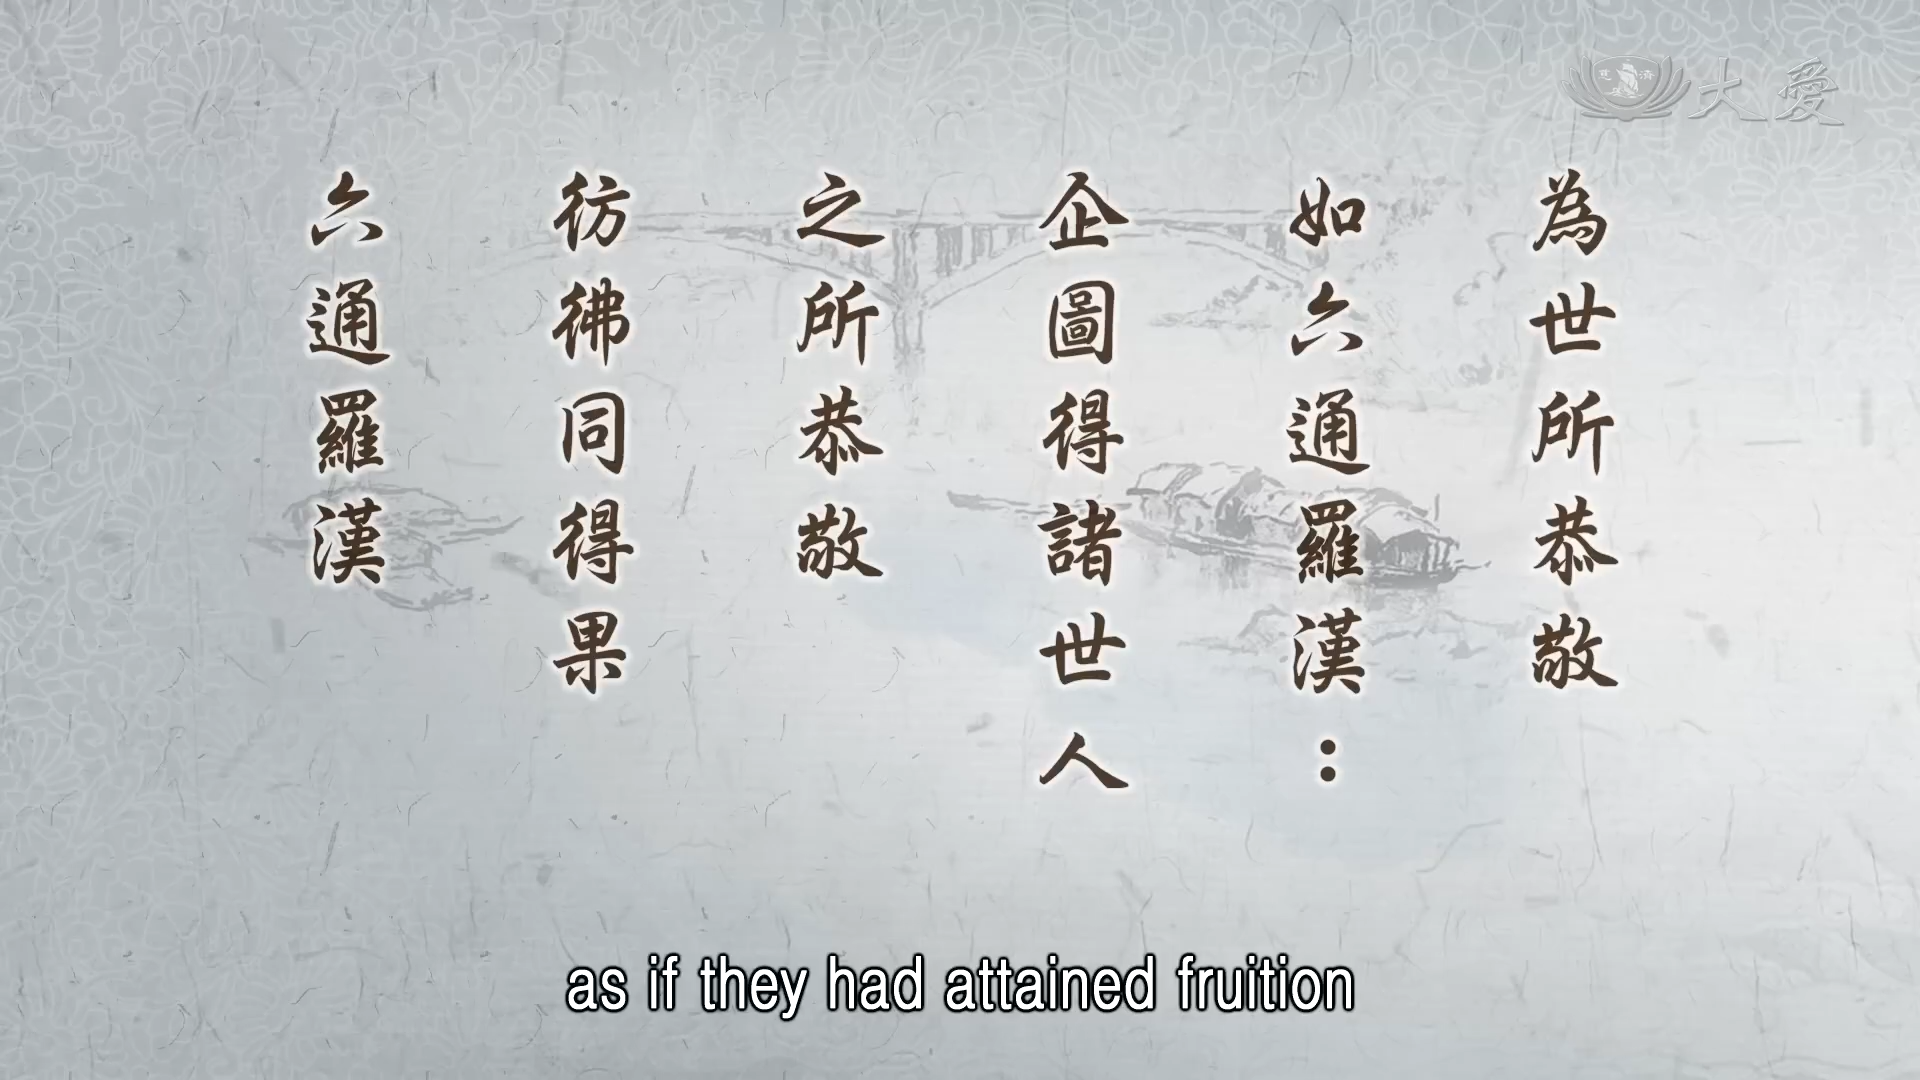 為世所恭敬
如六通羅漢：
企圖得諸世人
之所恭敬
彷彿同得果
六通羅漢
大愛
as if they had attained fruition